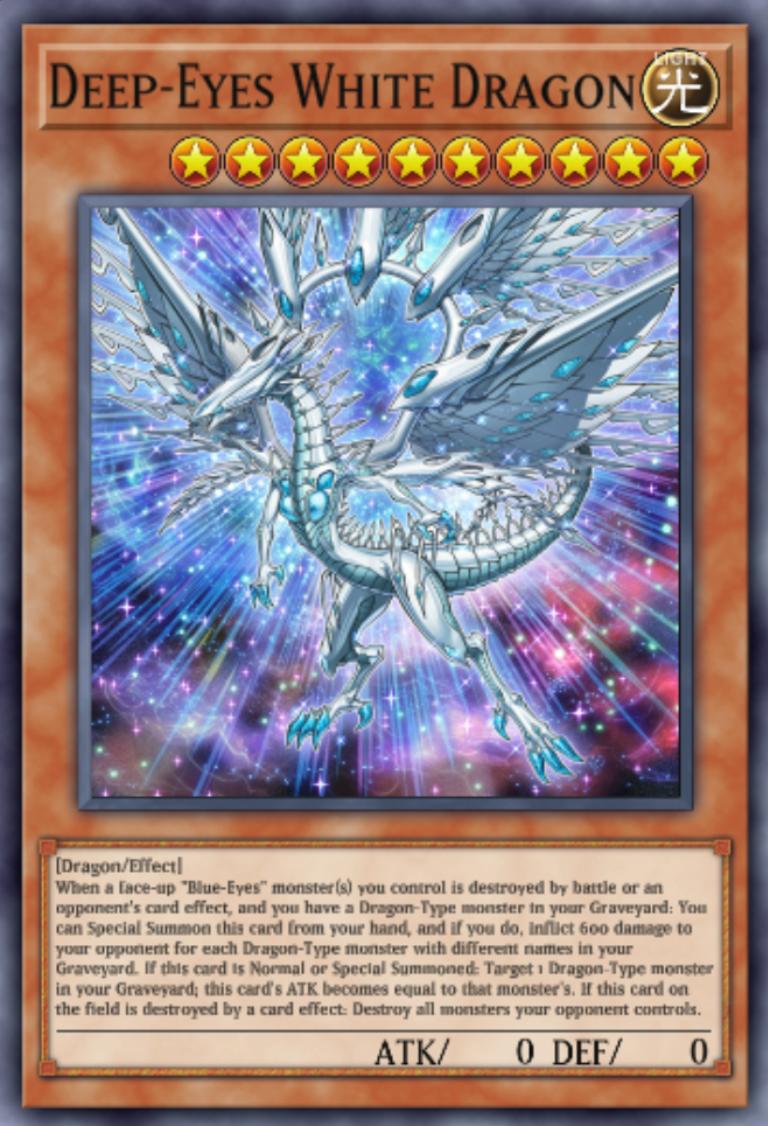 DEEP-EYES WHITE DRAGON
LIGHT
光
[Dragon/Effect]
When a face-up "Blue-Eyes" monster(s) you control is destroyed by battle or an
opponent's card effect, and you have a Dragon-Type monster in your Graveyard: You
can Special Summon this card from your hand, and if you do, inflict 600 damage to
your opponent for each Dragon-Type monster with different names in your
Graveyard. If this card is Normal or Special Summoned: Target 1 Dragon-Type monster
in your Graveyard; this card's ATK becomes equal to that monster's. If this card on
the field is destroyed by a card effect: Destroy all monsters your opponent controls.
ATK/ 0 DEF/ 0